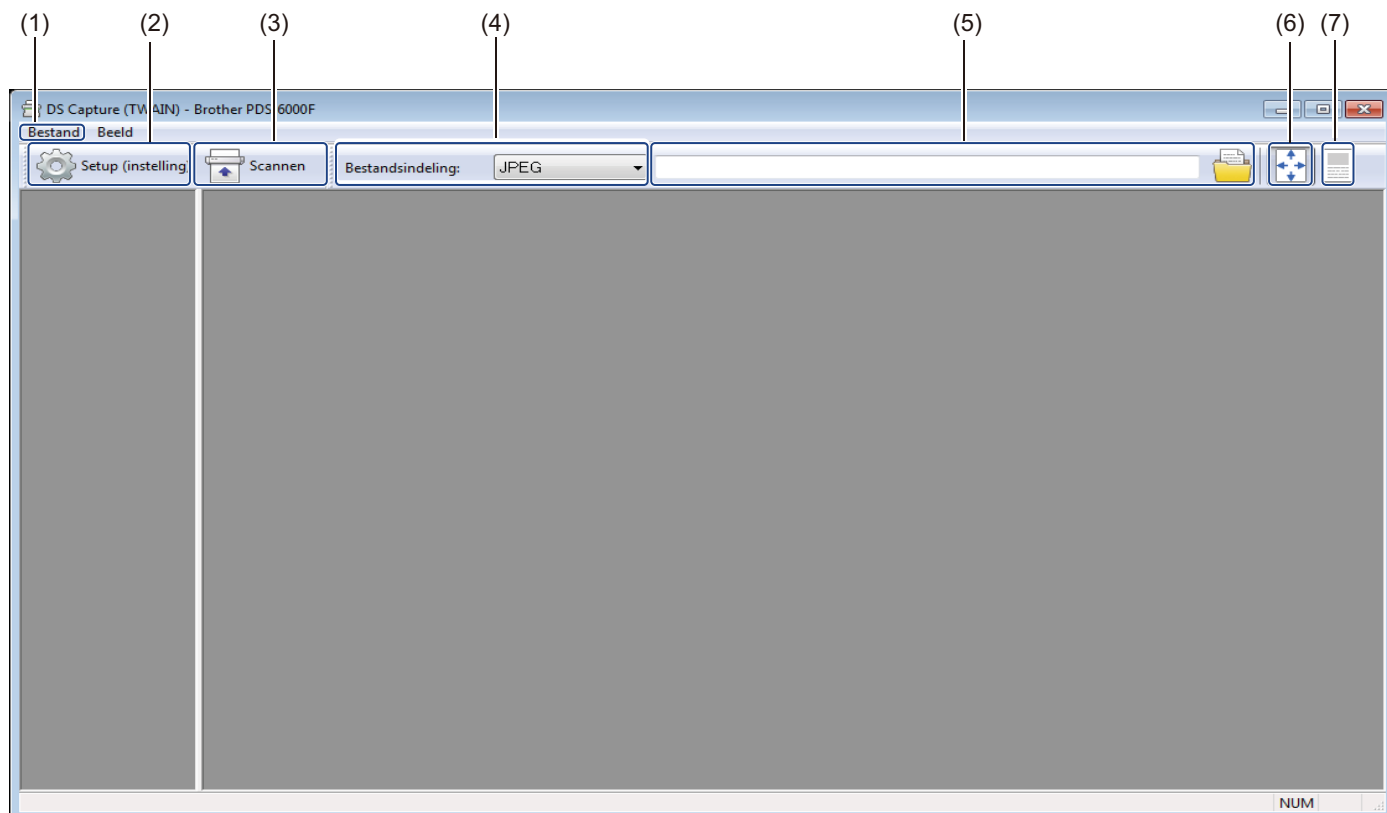 (1) (2) (3) (4) (5) (6) (7)
DS Capture (TWAIN) - Brother PDS-6000F
Bestand Beeld
Setup (instelling) Scannen Bestandsindeling: JPEG
NUM